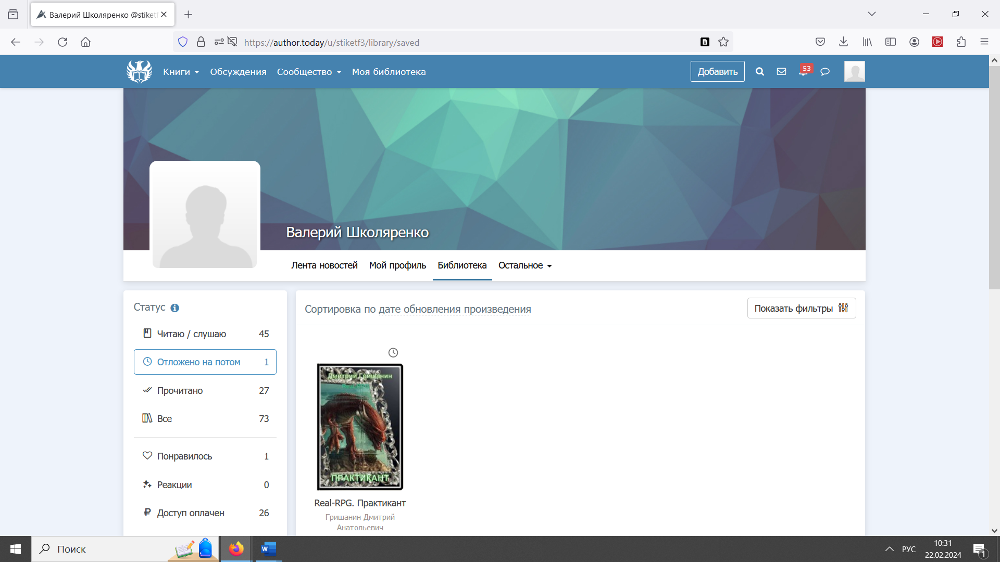 Валерий Школяренко @stiketf
https://author.today/u/stiketf3/library/saved
Книги
Обсуждения
Сообщество
Моя библиотека
Добавить
53
Валерий Школяренко
Лента новостей
Мой профиль
Библиотека
Остальное
Статус
Читаю / слушаю 45
Отложено на потом 1
Прочитано 27
Все 73
Понравилось 1
Реакции 0
Доступ оплачен 26
Сортировка по дате обновления произведения
Показать фильтры
Дмитрий Гришанин
Real-RPG
ПРАКТИКАНТ
Real-RPG. Практикант
Гришанин Дмитрий
Анатольевич
Поиск
W
РУС
10:31
22.02.2024
1